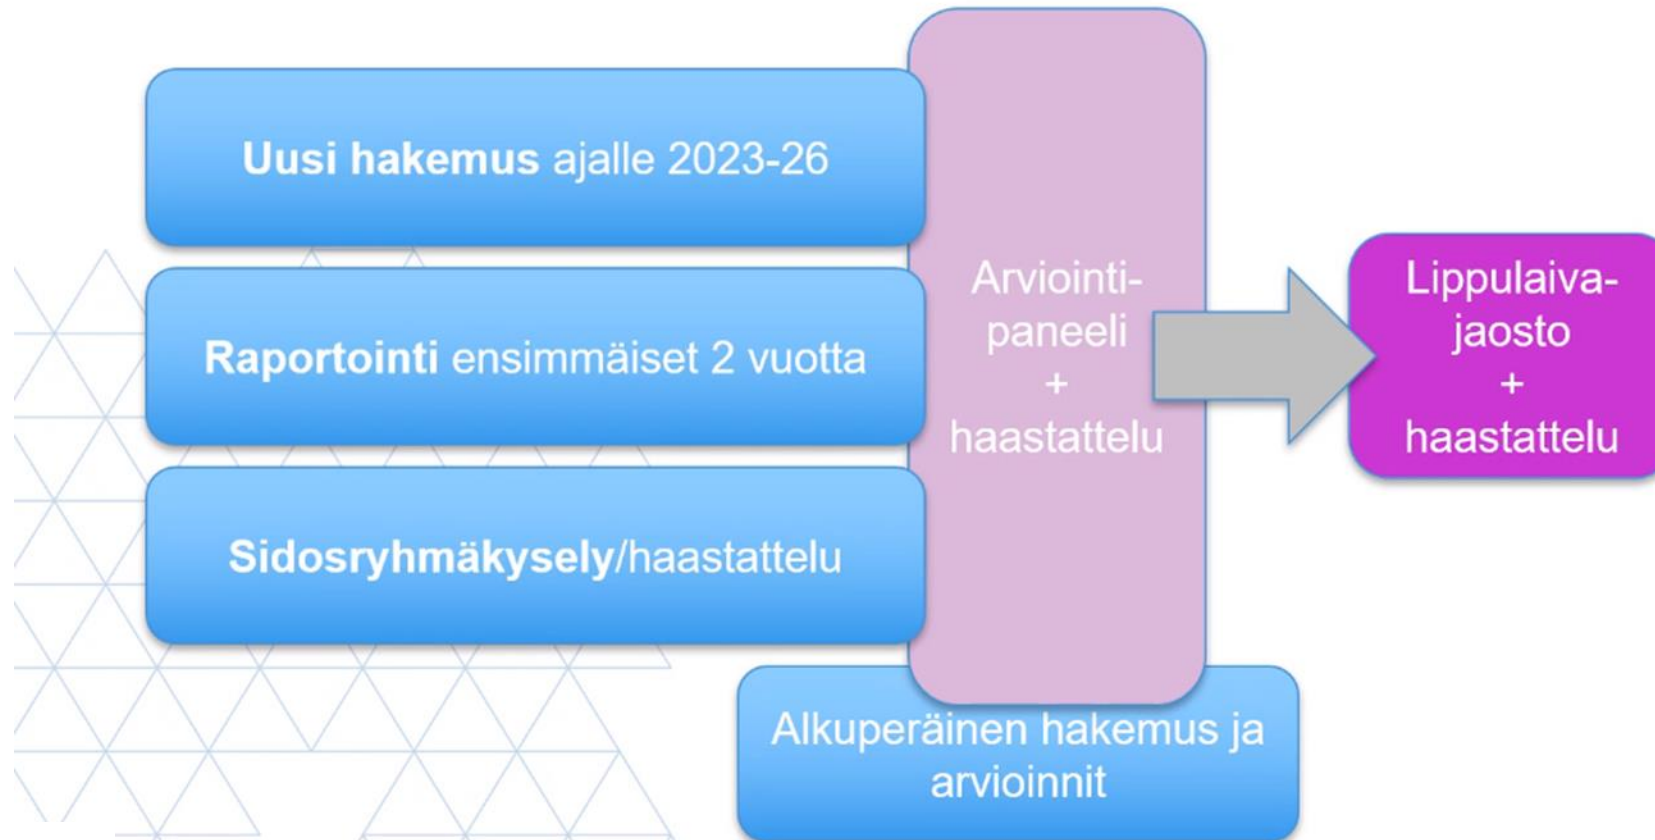 Uusi hakemus ajalle 2023-26
Raportointi ensimmäiset 2 vuotta
Sidosryhmäkysely/haastattelu
Arviointi-
paneeli
+
haastattelu
Alkuperäinen hakemus ja
arvioinnit
Lippulaiva-
jaosto
+
haastattelu